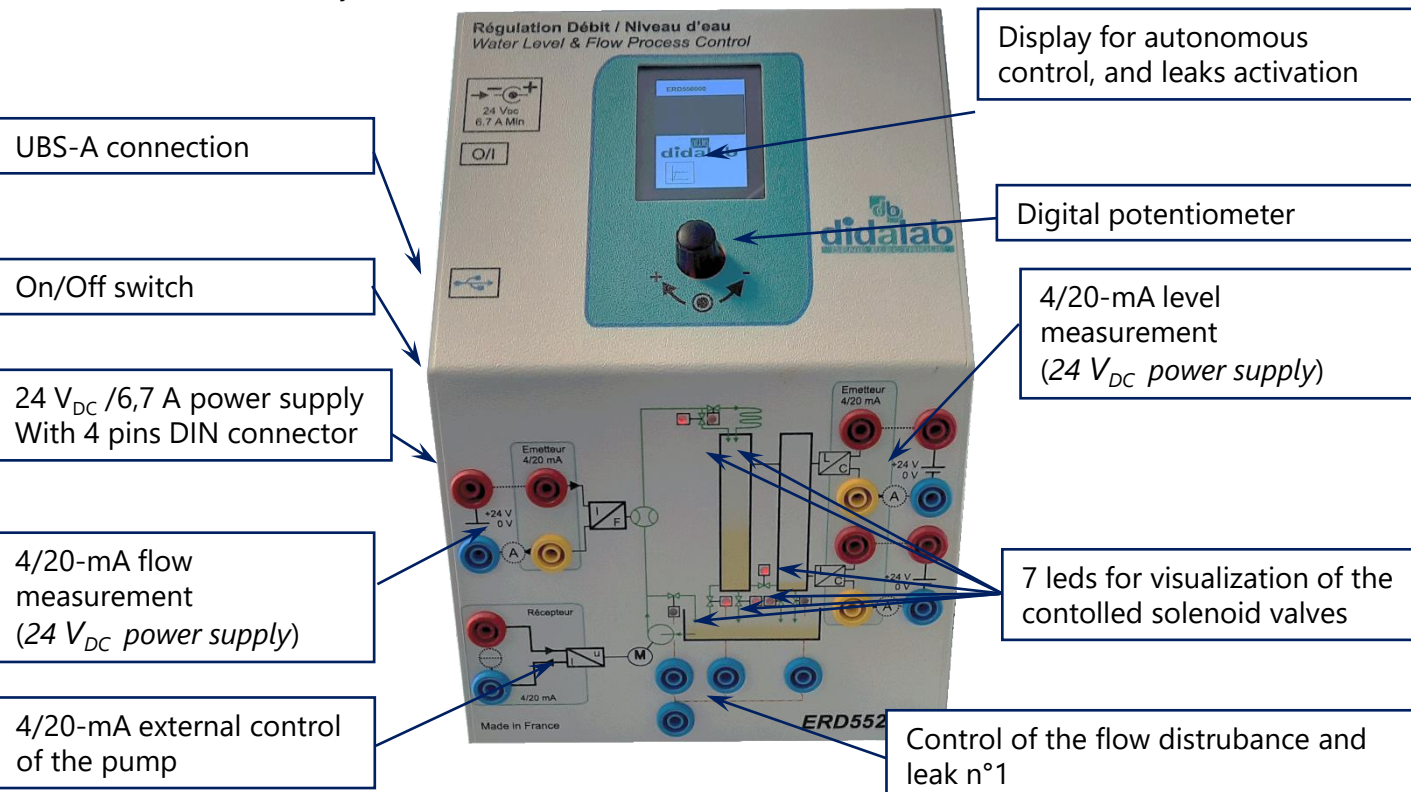 Régulation Débit / Niveau d'eau
Water Level & Flow Process Control
24 VDC
6.7 A Min
O/I
ERD550000
didalab
didalab
+
-
Display for autonomous
control, and leaks activation
UBS-A connection
Digital potentiometer
On/Off switch
4/20-mA level
measurement
(24 VDC power supply)
24 VDC /6,7 A power supply
With 4 pins DIN connector
Emetteur
4/20 mA
+24 V
0 V
A
I
F
Emetteur
4/20 mA
L
C
+24 V
0 V
A
C
+24 V
0 V
A
4/20-mA flow
measurement
(24 VDC power supply)
7 leds for visualization of the
contolled solenoid valves
Récepteur
u
I
M
4/20 mA
Made in France
ERD552
4/20-mA external control
of the pump
Control of the flow distrubance and
leak n°1